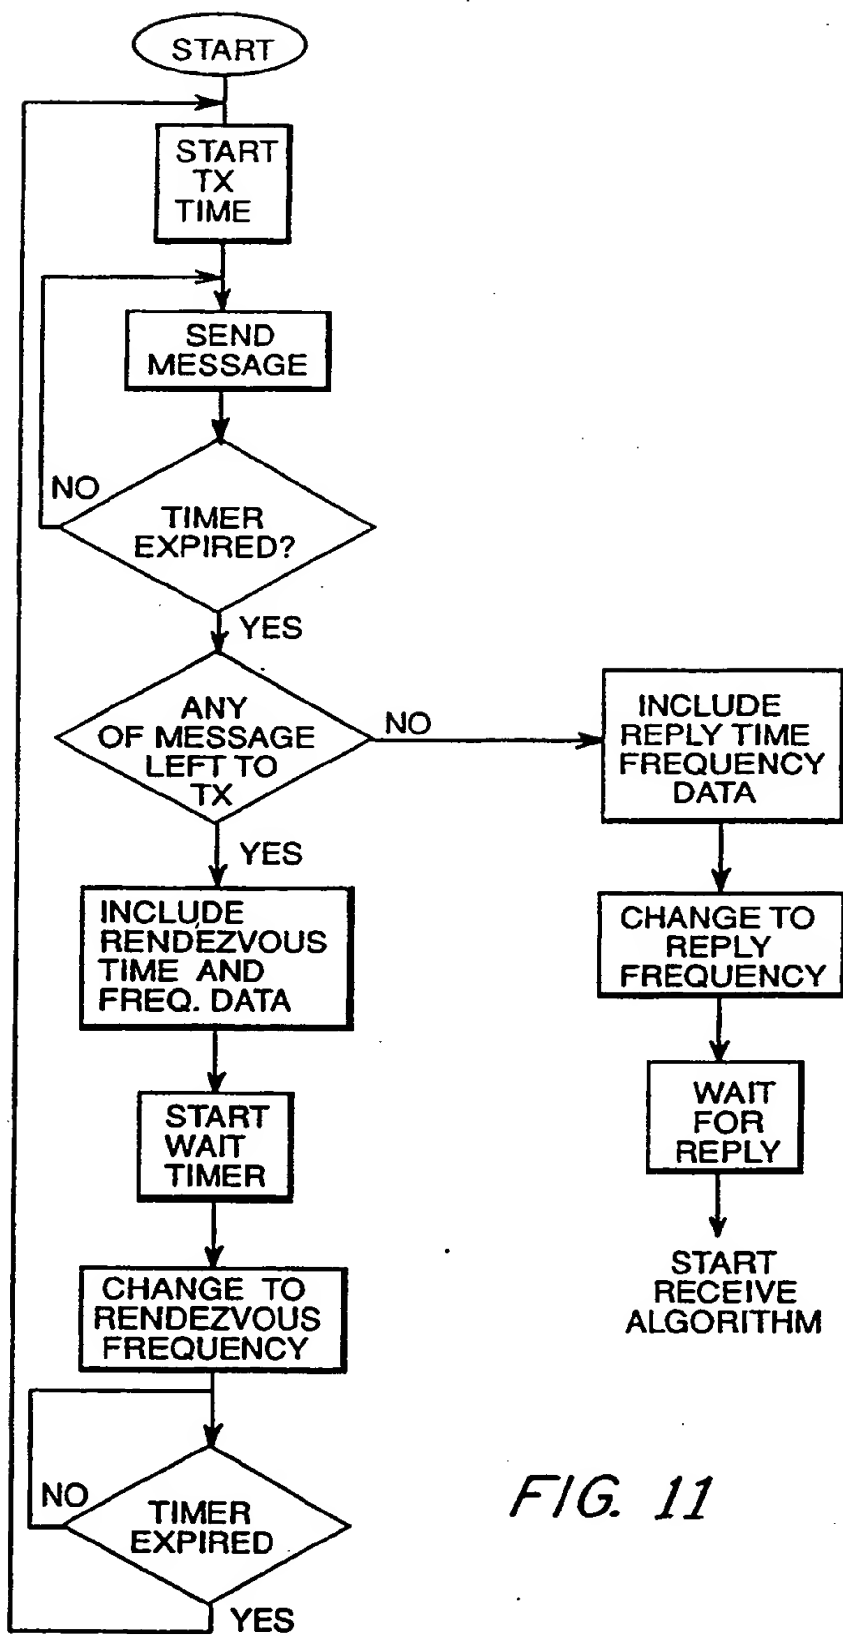 START
START
TX
TIME
SEND
MESSAGE
NO
TIMER
EXPIRED?
YES
ANY
OF MESSAGE
LEFT TO
TX
NO
YES
INCLUDE
RENDEZVOUS
TIME AND
FREQ. DATA
START
WAIT
TIMER
CHANGE TO
RENDEZVOUS
FREQUENCY
NO
TIMER
EXPIRED
YES
INCLUDE
REPLY TIME
FREQUENCY
DATA
CHANGE TO
REPLY
FREQUENCY
WAIT
FOR
REPLY
START
RECEIVE
ALGORITHM
FIG. 11